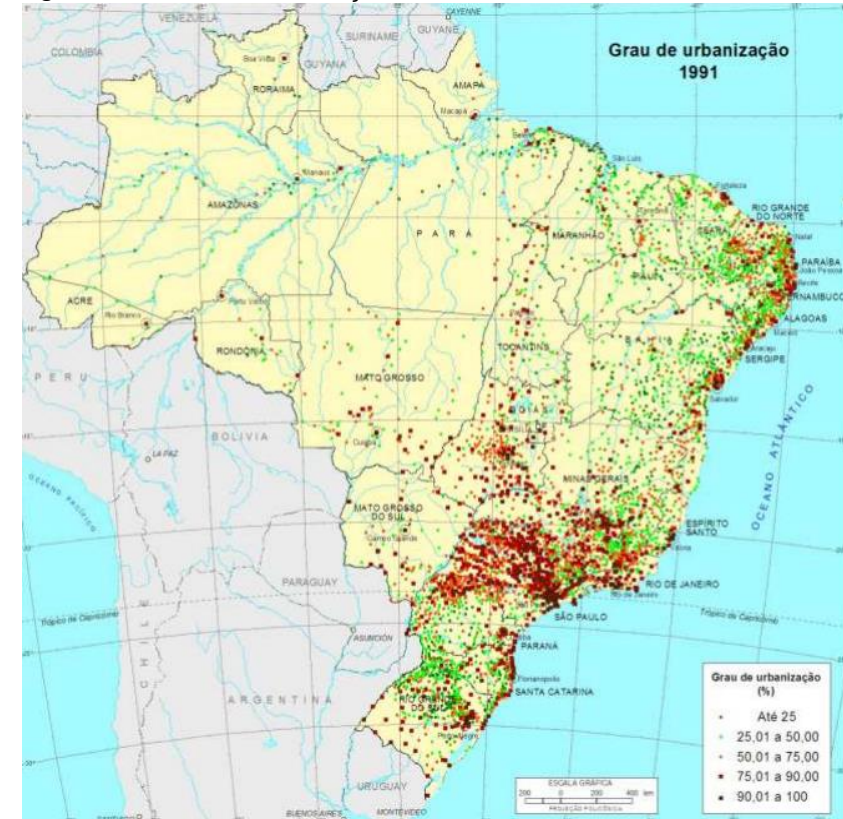 CAYENNE
VENEZUELA
SURINAME
GUYANE
COLOMBIA
GUYANA
Grau de urbanização
1991
Boa Vista
RORAIMA
AMAPÁ
Macapá
Belém
São Luís
Manaus
Fortaleza
AMAZONAS
RIO GRANDE
DO NORTE
PARÁ
MARANHÃO
CEARÁ
Natal
PARAÍBA
João Pessoa
PIAUÍ
Recife
PERNAMBUCO
ACRE
Porto Velho
Rio Branco
ALAGOAS
Maceió
RONDÔNIA
TOCANTINS
BAHIA
Aracaju
SERGIPE
PERU
MATO GROSSO
Salvador
GOIÁS
BOLIVIA
Cuiabá
LA PAZ
OCEANO ATLÂNTICO
OCEANO PACÍFICO
MINAS GERAIS
MATO GROSSO
DO SUL
Campo Grande
ESPÍRITO
SANTO
Vitória
PARAGUAY
RIO DE JANEIRO
Rio de Janeiro
Trópico de Capricórnio
Trópico de Capricórnio
SÃO PAULO
ASUNCIÓN
CHILE
PARANÁ
Florianópolis
SANTA CATARINA
ARGENTINA
RIO GRANDE
DO SUL
Porto Alegre
Grau de urbanização
(%)
Até 25
25,01 a 50,00
50,01 a 75,00
75,01 a 90,00
90,01 a 100
URUGUAY
ESCALA GRÁFICA
200 0 200 400 km
PROJEÇÃO POLICÔNICA
BUENOS AIRES
MONTEVIDEO